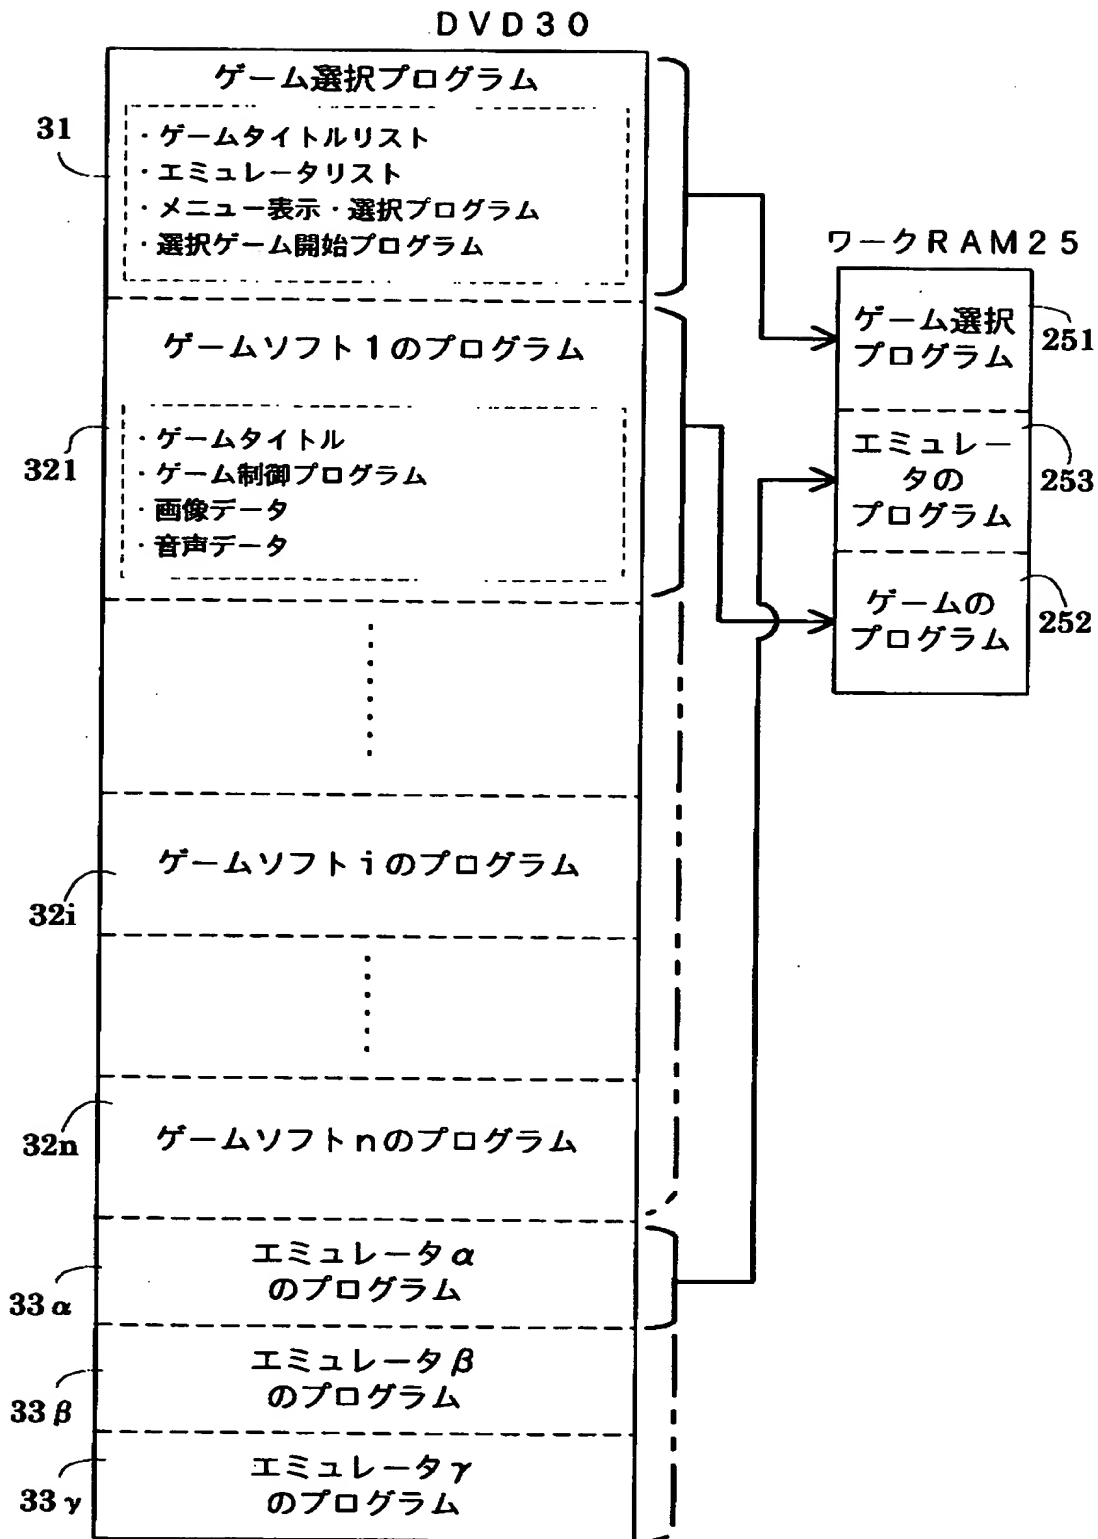 DVD30
ゲーム選択プログラム
31
・ゲームタイトルリスト
・エミュレータリスト
・メニュー表示・選択プログラム
・選択ゲーム開始プログラム
ゲームソフト1のプログラム
321
・ゲームタイトル
・ゲーム制御プログラム
・画像データ
・音声データ
ゲームソフトiのプログラム
32i
ゲームソフトnのプログラム
32n
エミュレータα
のプログラム
33α
エミュレータβ
のプログラム
33β
エミュレータγ
のプログラム
33γ
ワークRAM25
ゲーム選択
プログラム
251
エミュレー
タの
プログラム
253
ゲームの
プログラム
252